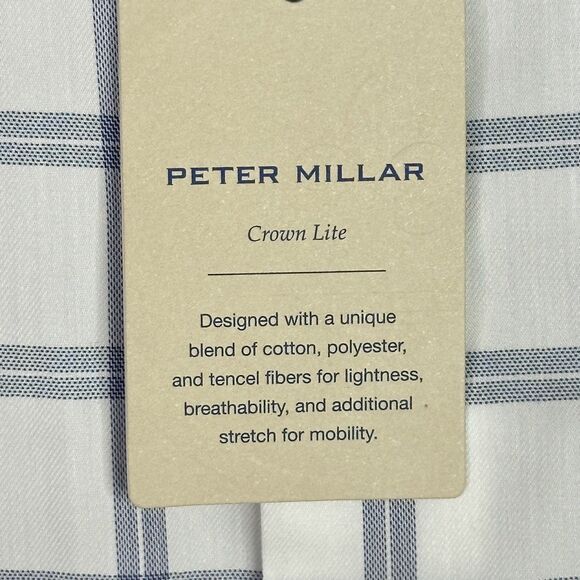 PETER MILLAR
Crown Lite
Designed with a unique
blend of cotton, polyester,
and tencel fibers for lightness,
breathability, and additional
stretch for mobility.